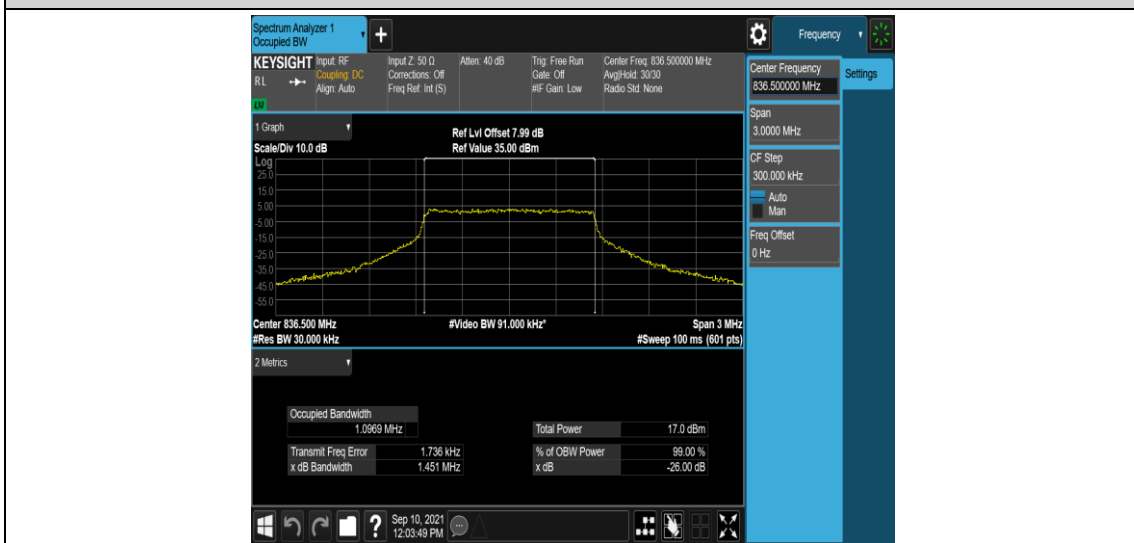 Spectrum Analyzer 1
Occupied BW
+
Frequency
KEYSIGHT
RL
LXI
Input: RF
Coupling: DC
Align: Auto
Input Z: 50 Ω
Corrections: Off
Freq Ref: Int (S)
Atten: 40 dB
Trig: Free Run
Gate: Off
#IF Gain: Low
Center Freq: 836.500000 MHz
Avg|Hold: 30/30
Radio Std: None
Center Frequency
836.500000 MHz
Settings
Span
3.0000 MHz
CF Step
300.000 kHz
Auto
Man
Freq Offset
0 Hz
1 Graph
Ref Lvl Offset 7.99 dB
Scale/Div 10.0 dB
Ref Value 35.00 dBm
Log
25.0
15.0
5.00
-5.00
-15.0
-25.0
-35.0
-45.0
-55.0
Center 836.500 MHz
#Video BW 91.000 kHz*
Span 3 MHz
#Res BW 30.000 kHz
#Sweep 100 ms (601 pts)
2 Metrics
Occupied Bandwidth
1.0969 MHz
Total Power 17.0 dBm
Transmit Freq Error 1.736 kHz
% of OBW Power 99.00 %
x dB Bandwidth 1.451 MHz
x dB -26.00 dB
?
Sep 10, 2021
12:03:49 PM